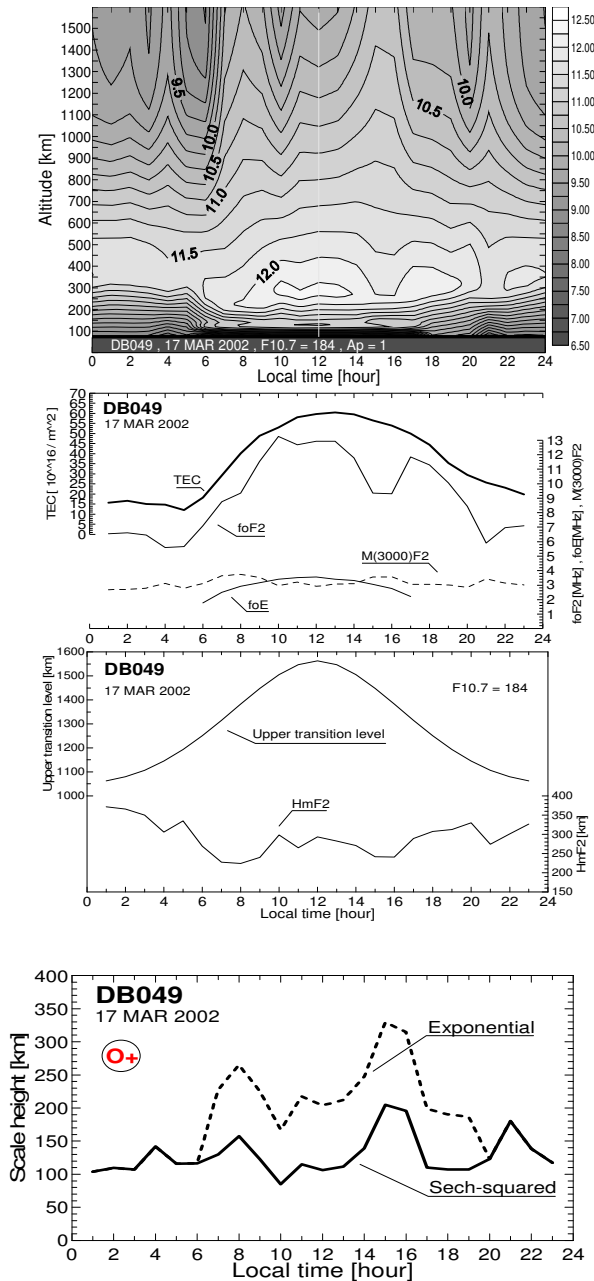 1500
1400
1300
1200
1100
1000
900
800
700
600
500
400
300
200
100
Altitude [km]
9.5
10.0
10.5
11.0
11.5
12.0
10.0
10.5
12.50
12.00
11.50
11.00
10.50
10.00
9.50
9.00
8.50
8.00
7.50
7.00
6.50
DB049 , 17 MAR 2002 , F10.7 = 184 , Ap = 1
0 2 4 6 8 10 12 14 16 18 20 22 24
Local time [hour]
70
65
60
55
50
45
40
35
30
25
20
15
10
5
0
TEC[ 10^^16 / m^^2 ]
DB049
17 MAR 2002
TEC
foF2
M(3000)F2
foE
13
12
11
10
9
8
7
6
5
4
3
2
1
foF2[MHz] , foE[MHz] , M(3000)F2
0 2 4 6 8 10 12 14 16 18 20 22 24
1600
1500
1400
1300
1200
1100
1000
Upper transition level [km]
DB049
17 MAR 2002
F10.7 = 184
Upper transition level
HmF2
400
350
300
250
200
150
HmF2 [km]
0 2 4 6 8 10 12 14 16 18 20 22 24
Local time [hour]
400
350
300
250
200
150
100
50
0
Scale height [km]
DB049
17 MAR 2002
O+
Exponential
Sech-squared
0 2 4 6 8 10 12 14 16 18 20 22 24
Local time [hour]